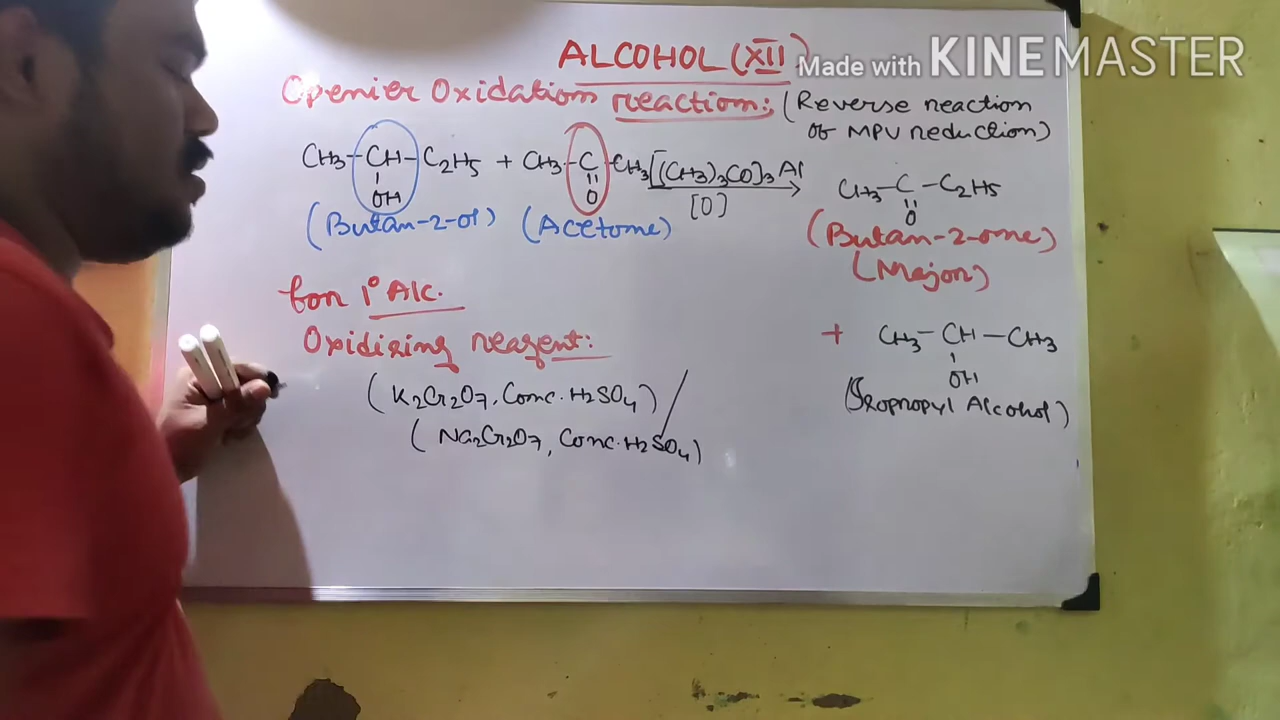 ALCOHOL (XII)
Made with KINEMASTER
Openier Oxidation reaction: (Reverse reaction
of MPV reduction)
CH3-CH-C2H5 + CH3-C-CH3 [(CH3)3CO]3Al
OH O [O]
CH3-C-C2H5
O
(Butan-2-ol) (Acetone)
(Butan-2-one)
(Major)
for 1° Alc.
Oxidising reagent:
+ CH3-CH-CH3
OH
(Isopropyl Alcohol)
(K2Cr2O7, Conc. H2SO4) /
(Na2Cr2O7, Conc. H2SO4)